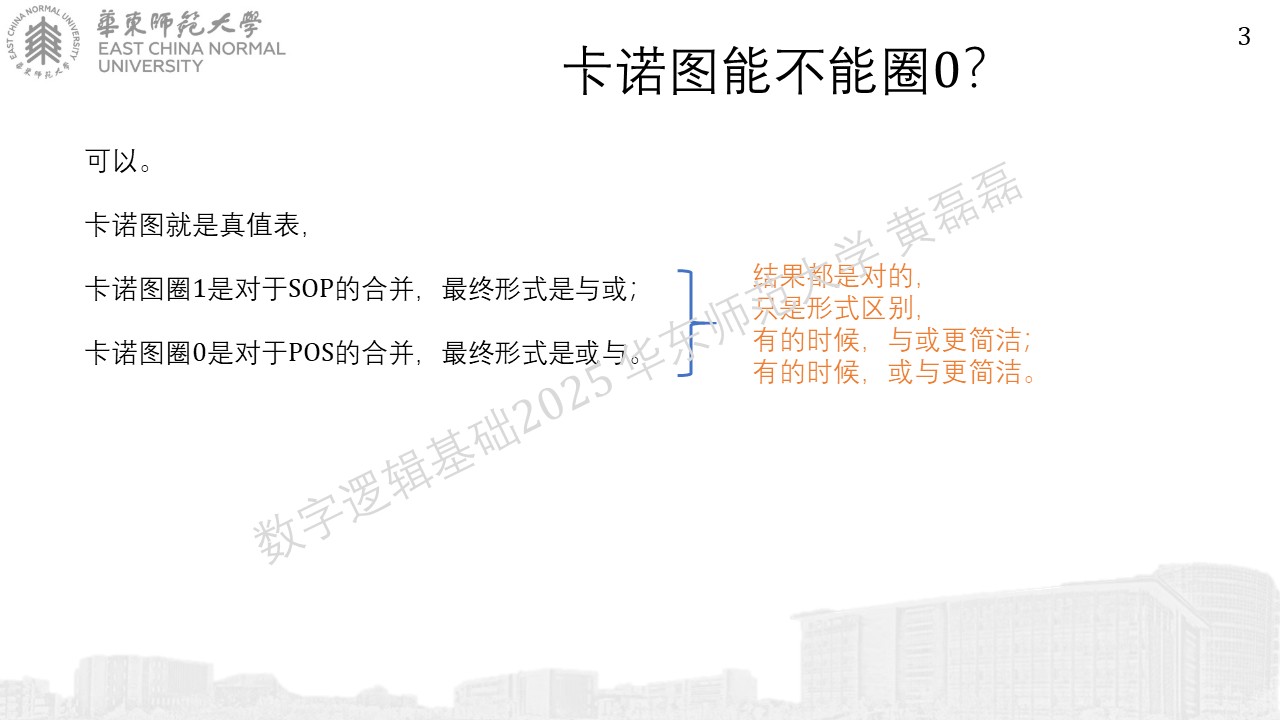 華東师范大学
EAST CHINA NORMAL
UNIVERSITY
EAST CHINA NORMAL UNIVERSITY
華東师范大学
3
卡诺图能不能圈0？
可以。
卡诺图就是真值表，
卡诺图圈1是对于SOP的合并，最终形式是与或；
卡诺图圈0是对于POS的合并，最终形式是或与。
结果都是对的，
只是形式区别，
有的时候，与或更简洁；
有的时候，或与更简洁。
数字逻辑基础2025 华东师范大学 黄磊磊